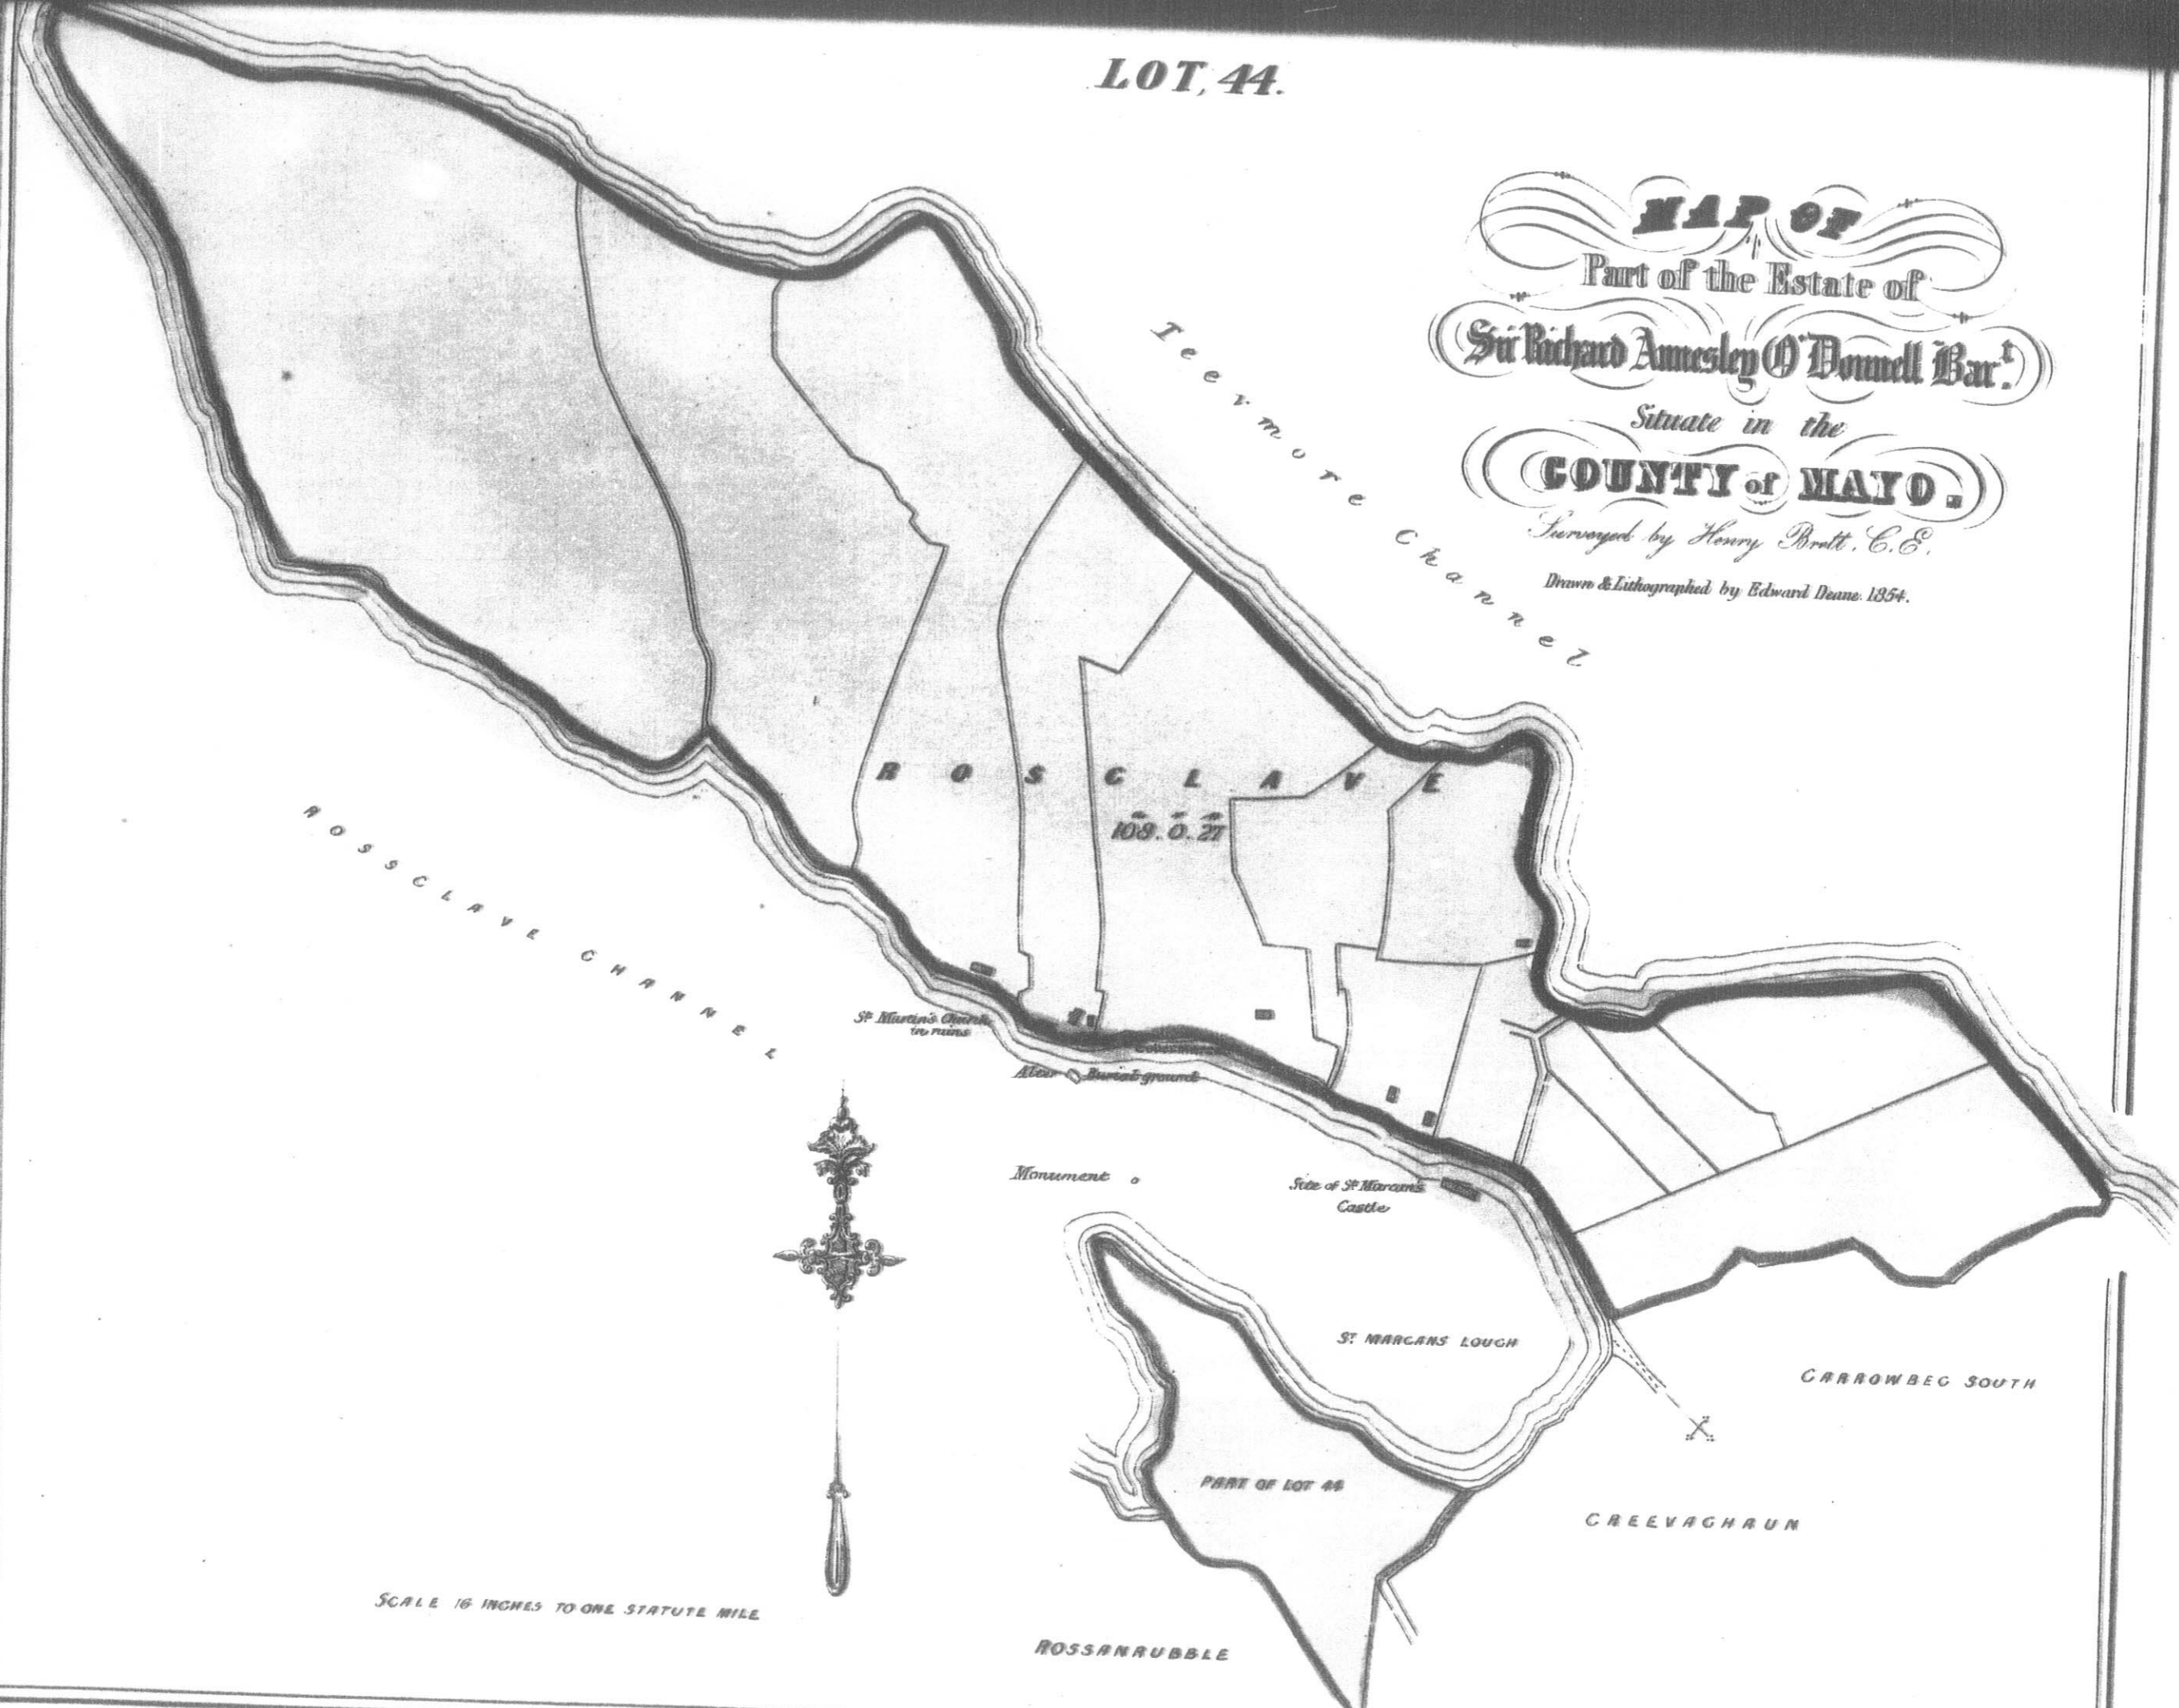 LOT, 44.
MAP OF
Part of the Estate of
Sir Richard Annesley O'Donnell Bar.t
Situate in the
COUNTY of MAYO.
Surveyed by Henry Brett, C.E.
Drawn & Lithographed by Edward Deane. 1854.
Teermore Channel
ROSCLAVE
109. 0. 27
ROSSCLAVE CHANNEL
St. Marcan's Church
in ruins
Altar
Burial ground
Monument
Site of St. Marcan's
Castle
ST. MARCANS LOUGH
CARROWBEG SOUTH
PART OF LOT 44
CREEVAGHAUN
SCALE 16 INCHES TO ONE STATUTE MILE
ROSSANRUBBLE